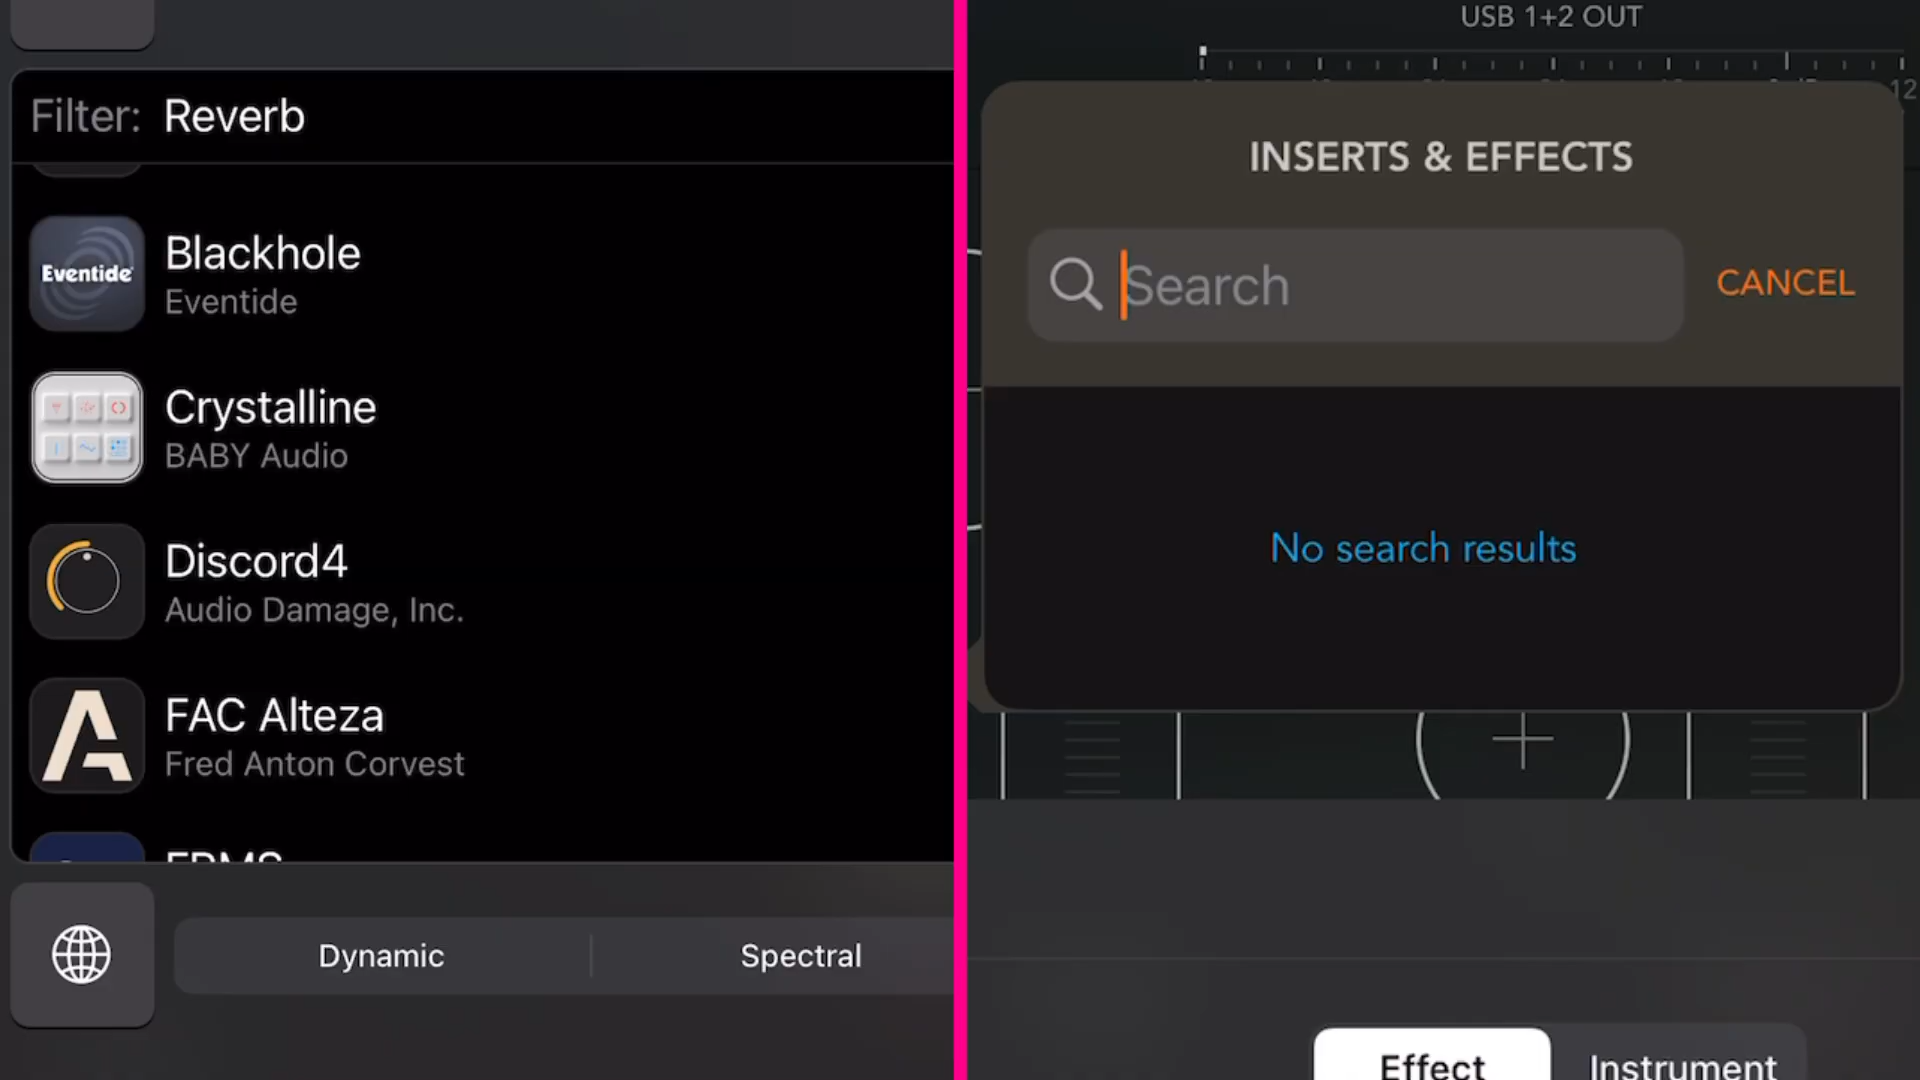 Filter: Reverb
Eventide
Blackhole
Eventide
Crystalline
BABY Audio
Discord4
Audio Damage, Inc.
FAC Alteza
Fred Anton Corvest
Dynamic
Spectral
USB 1+2 OUT
12
INSERTS & EFFECTS
Search
CANCEL
No search results
Effect
Instrument